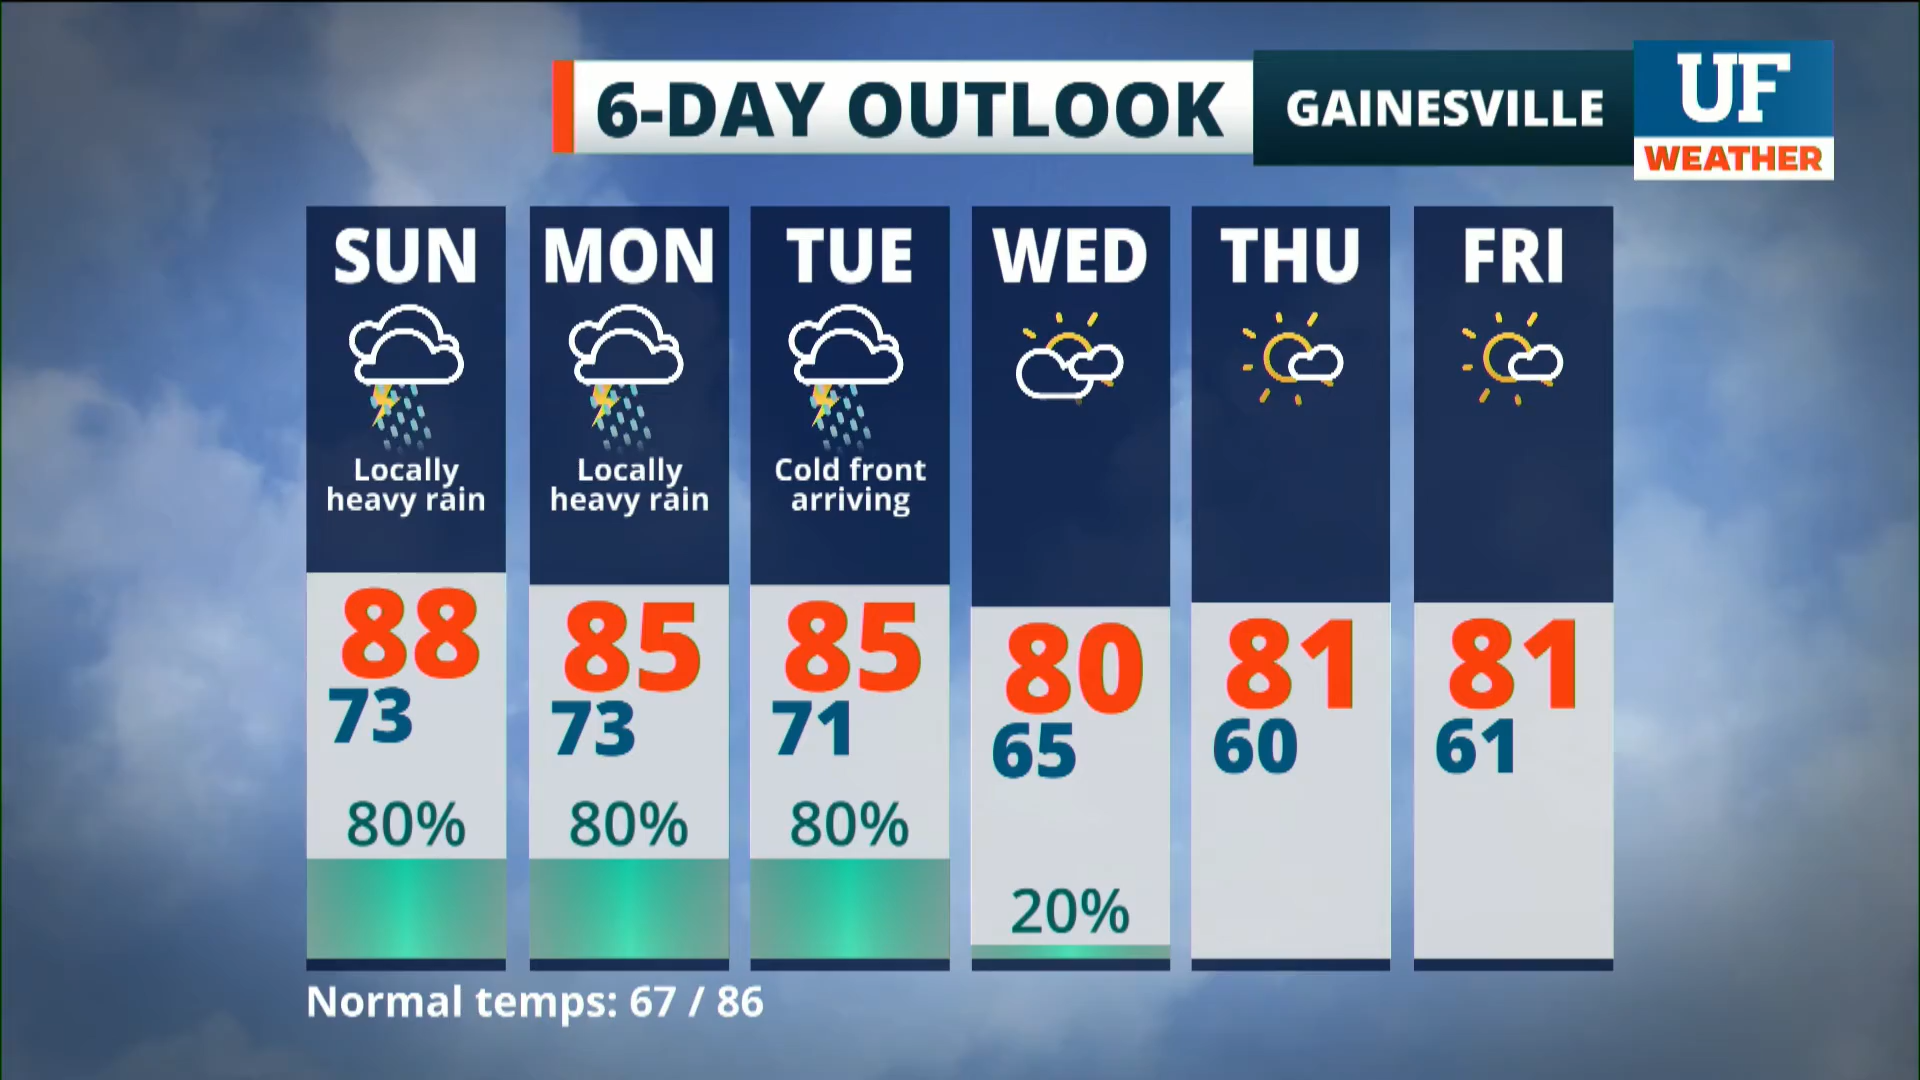 6-DAY OUTLOOK
GAINESVILLE
UF
WEATHER
SUN
Locally
heavy rain
88
73
80%
MON
Locally
heavy rain
85
73
80%
TUE
Cold front
arriving
85
71
80%
WED
80
65
20%
THU
81
60
FRI
81
61
Normal temps: 67 / 86